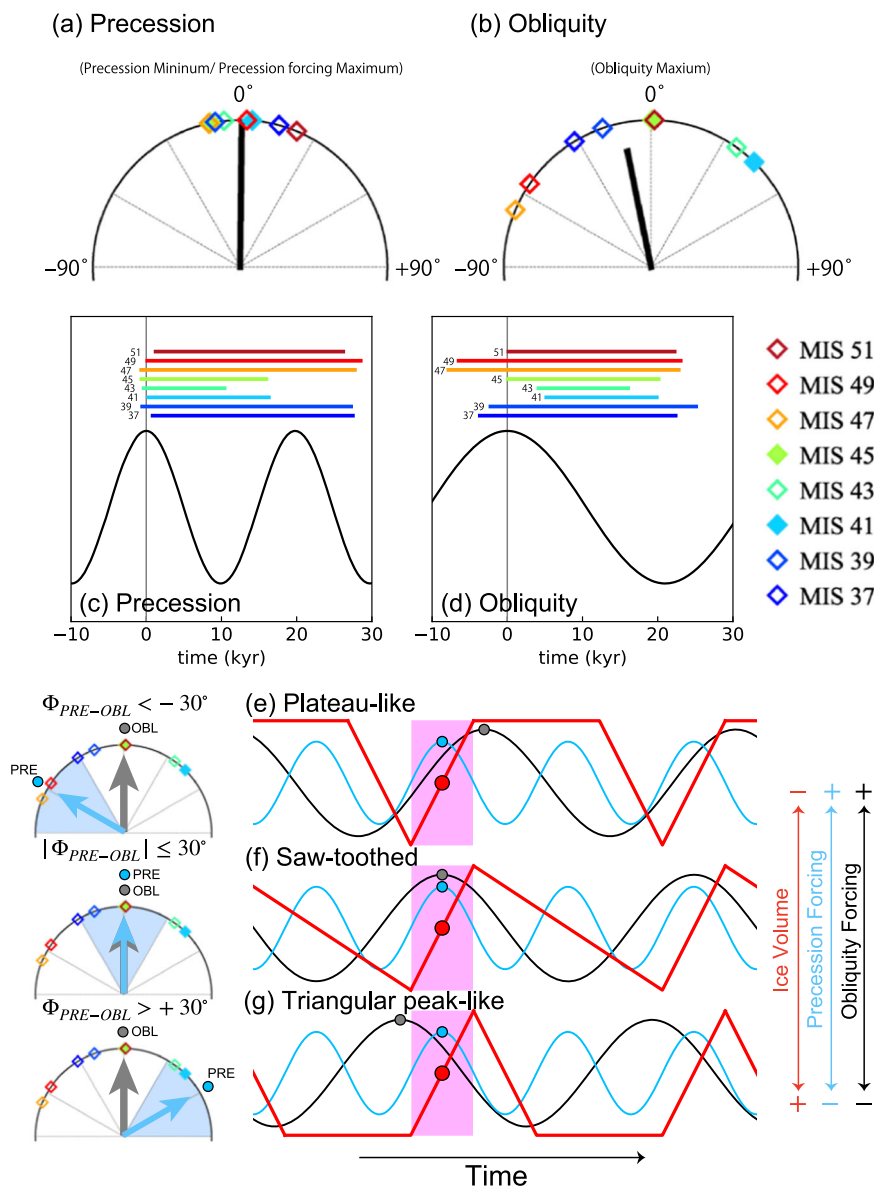 (a) Precession
(Precession Mininum/ Precession forcing Maximum)
0°
−90°
+90°
(b) Obliquity
(Obliquity Maxium)
0°
−90°
+90°
51
49
47
45
43
41
39
37
(c) Precession
−10 0 10 20 30
time (kyr)
51
49
47
45
43
41
39
37
(d) Obliquity
−10 0 10 20 30
time (kyr)
MIS 51
MIS 49
MIS 47
MIS 45
MIS 43
MIS 41
MIS 39
MIS 37
Φ_PRE−OBL < − 30°
OBL
PRE
|Φ_PRE−OBL| ≤ 30°
PRE
OBL
Φ_PRE−OBL > + 30°
OBL
PRE
(e) Plateau-like
(f) Saw-toothed
(g) Triangular peak-like
Time
− + +
Ice Volume
Precession Forcing
Obliquity Forcing
+ − −